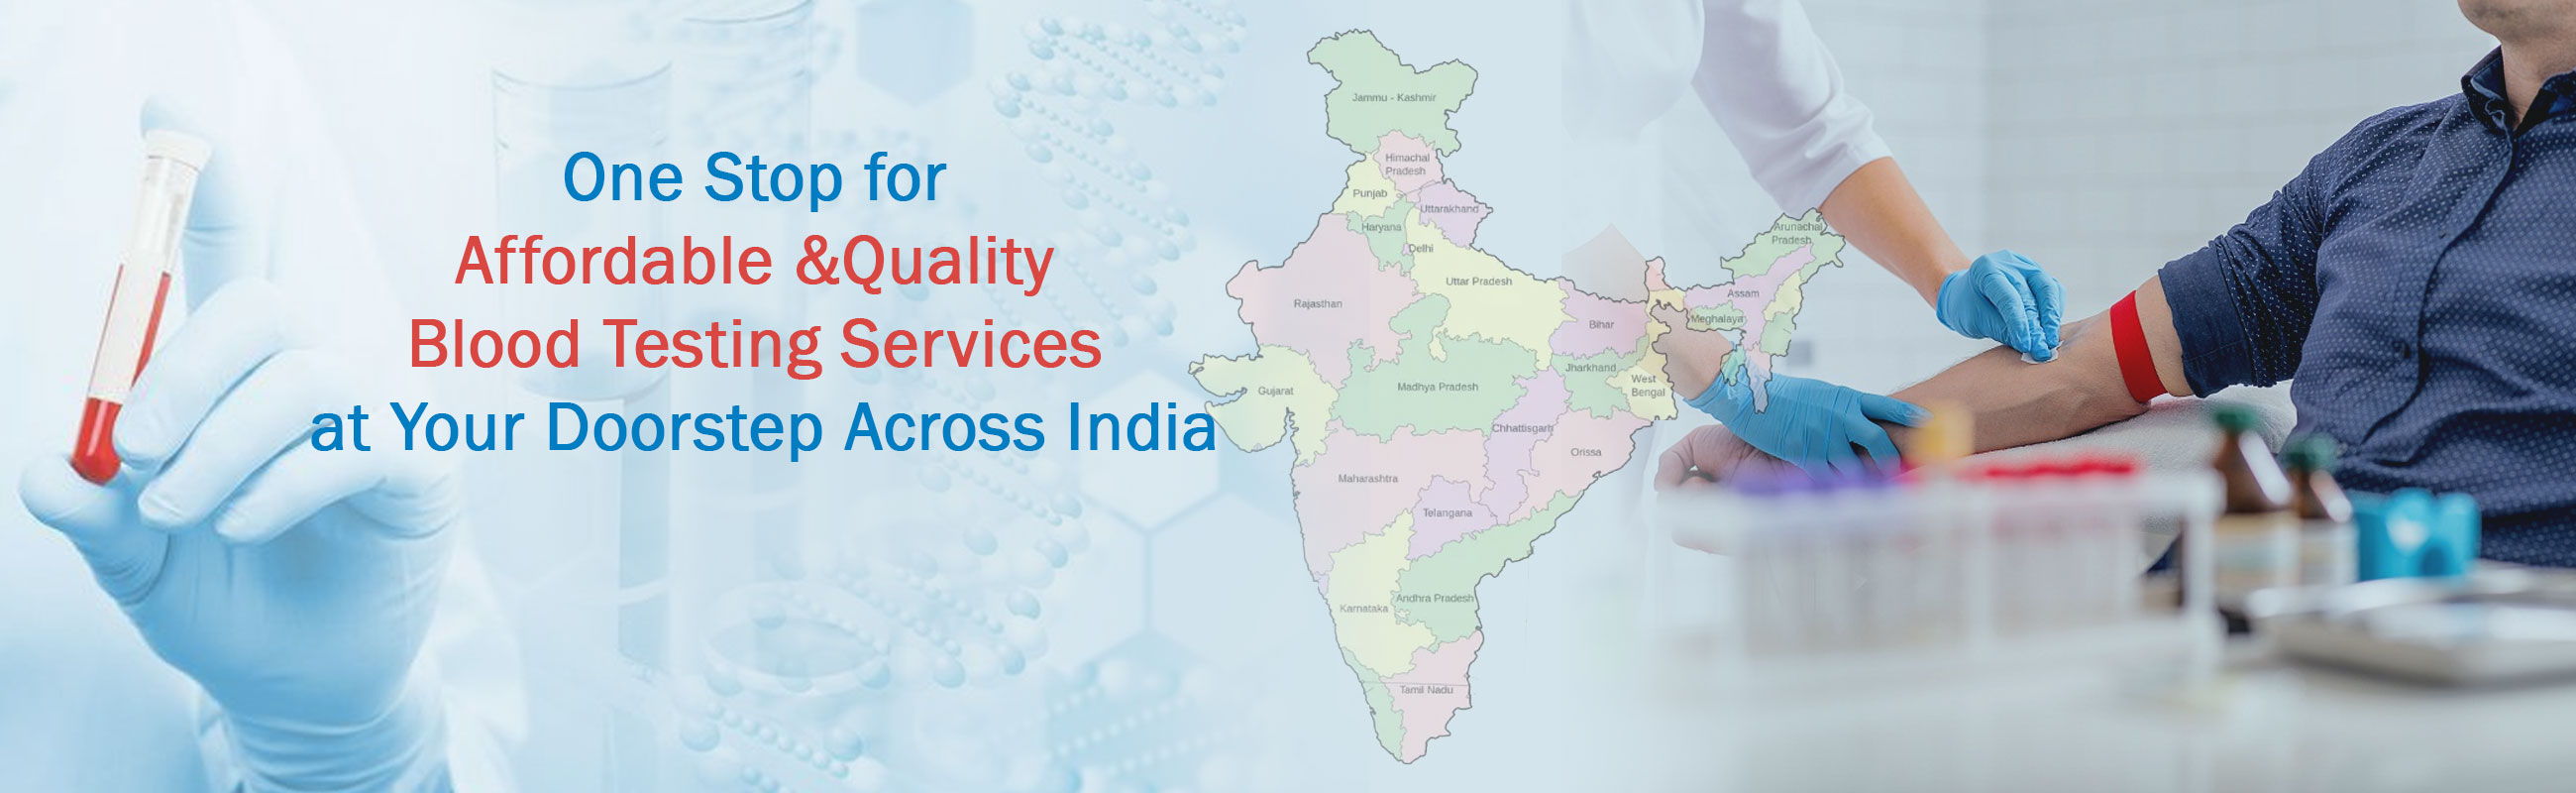 One Stop for
Affordable &Quality
Blood Testing Services
at Your Doorstep Across India
Jammu - Kashmir
Himachal
Pradesh
Punjab
Uttarakhand
Haryana
Delhi
Arunachal
Pradesh
Uttar Pradesh
Rajasthan
Assam
Bihar
Meghalaya
Jharkhand
West
Bengal
Gujarat
Madhya Pradesh
Chhattisgarh
Orissa
Maharashtra
Telangana
Andhra Pradesh
Karnataka
Tamil Nadu